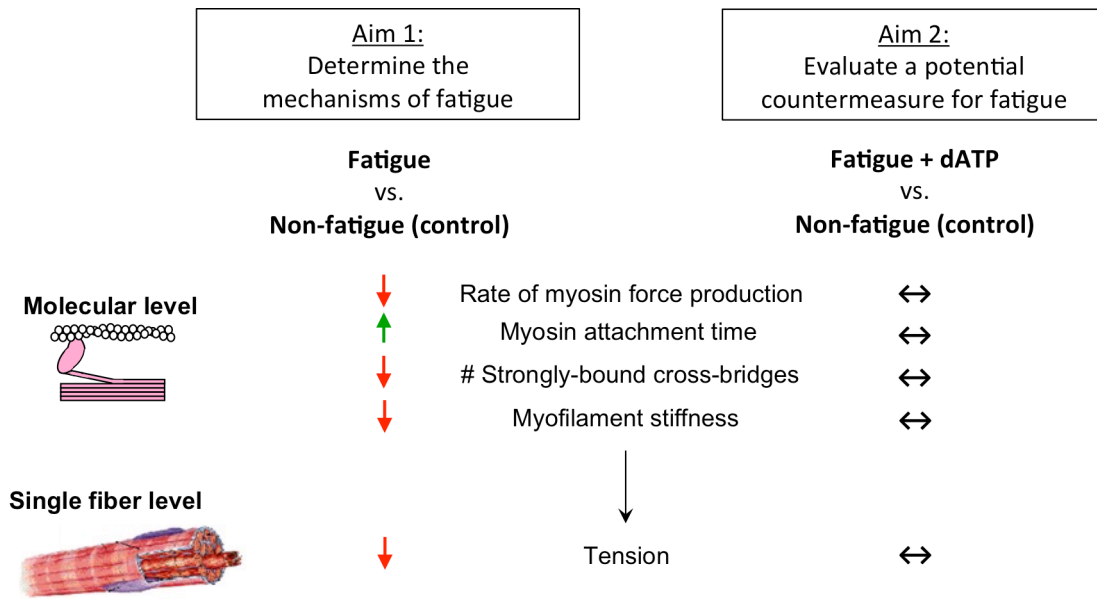 Aim 1:
Determine the
mechanisms of fatigue
Aim 2:
Evaluate a potential
countermeasure for fatigue
Fatigue
vs.
Non-fatigue (control)
Fatigue + dATP
vs.
Non-fatigue (control)
Molecular level
↓ Rate of myosin force production ↔
↑ Myosin attachment time ↔
↓ # Strongly-bound cross-bridges ↔
↓ Myofilament stiffness ↔
Single fiber level
↓ Tension ↔